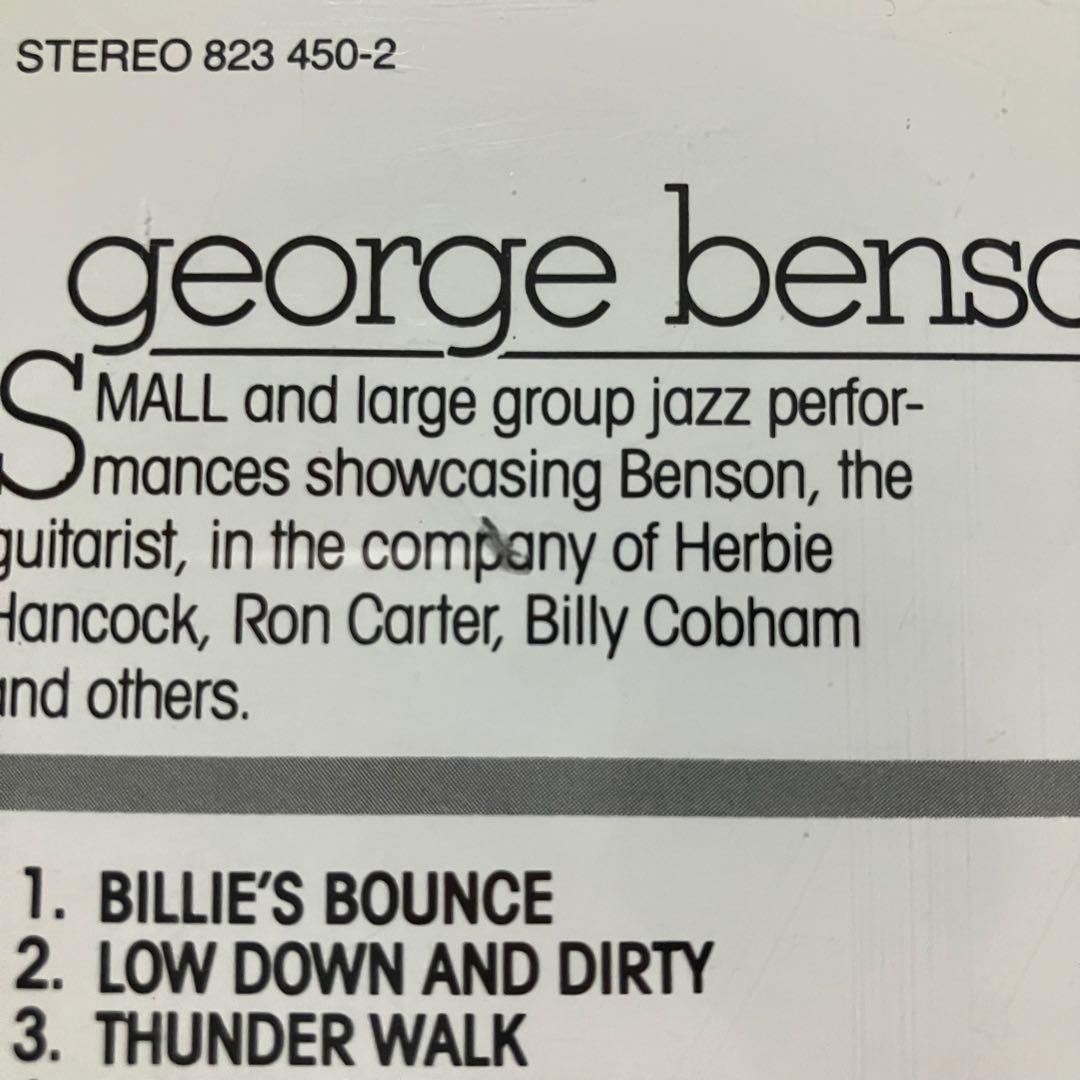 STEREO 823 450-2
george benso
SMALL and large group jazz perfor-
mances showcasing Benson, the
guitarist, in the company of Herbie
Hancock, Ron Carter, Billy Cobham
and others.
1. BILLIE'S BOUNCE
2. LOW DOWN AND DIRTY
3. THUNDER WALK